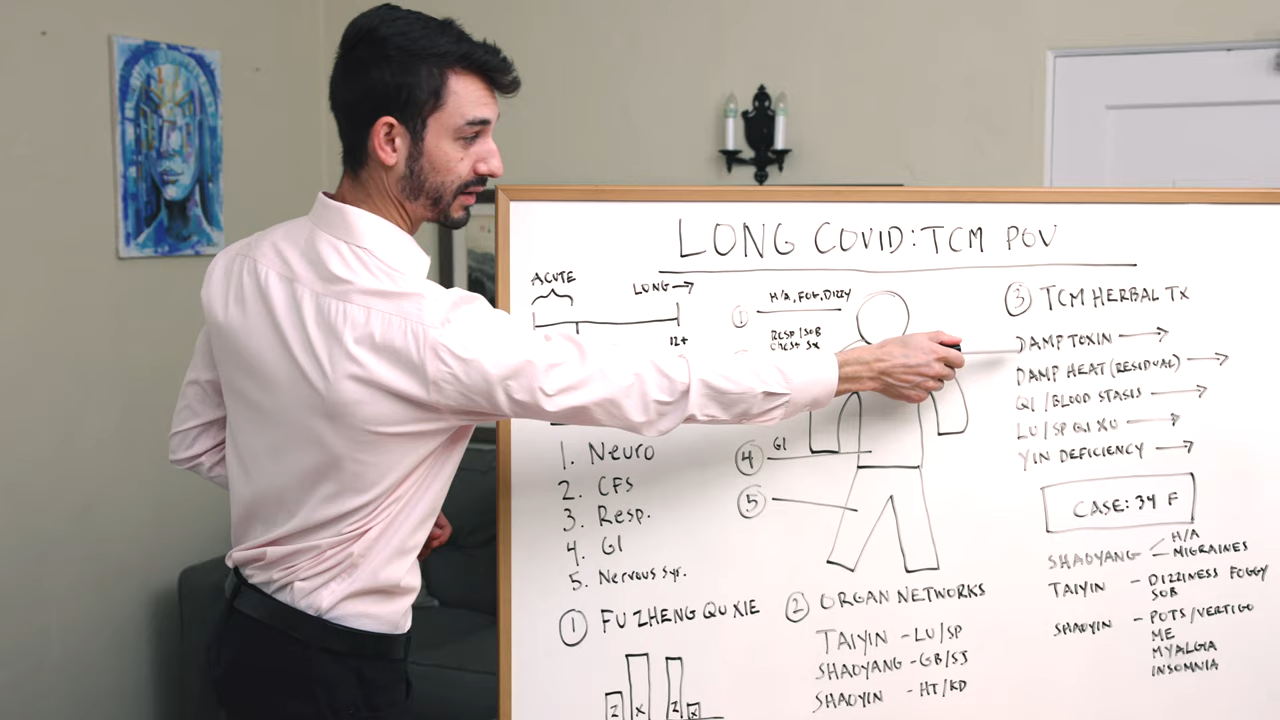 LONG COVID: TCM POV
ACUTE
LONG →
12+
1. Neuro
2. CFS
3. Resp.
4. GI
5. Nervous Sys.
① H/A, FOG, DIZZY
RESP/SOB
Chest SX
④ GI
⑤
① FU ZHENG QU XIE
Z X Z X
② ORGAN NETWORKS
TAIYIN - LU/SP
SHAOYANG - GB/SJ
SHAOYIN - HT/KD
③ TCM HERBAL TX
DAMP TOXIN →
DAMP HEAT (RESIDUAL) →
QI/BLOOD STASIS →
LU/SP QI XU →
YIN DEFICIENCY →
CASE: 34 F
SHAOYANG - H/A
- MIGRAINES
TAIYIN - DIZZINESS FOGGY
SOB
SHAOYIN - POTS/VERTIGO
ME
MYALGIA
INSOMNIA